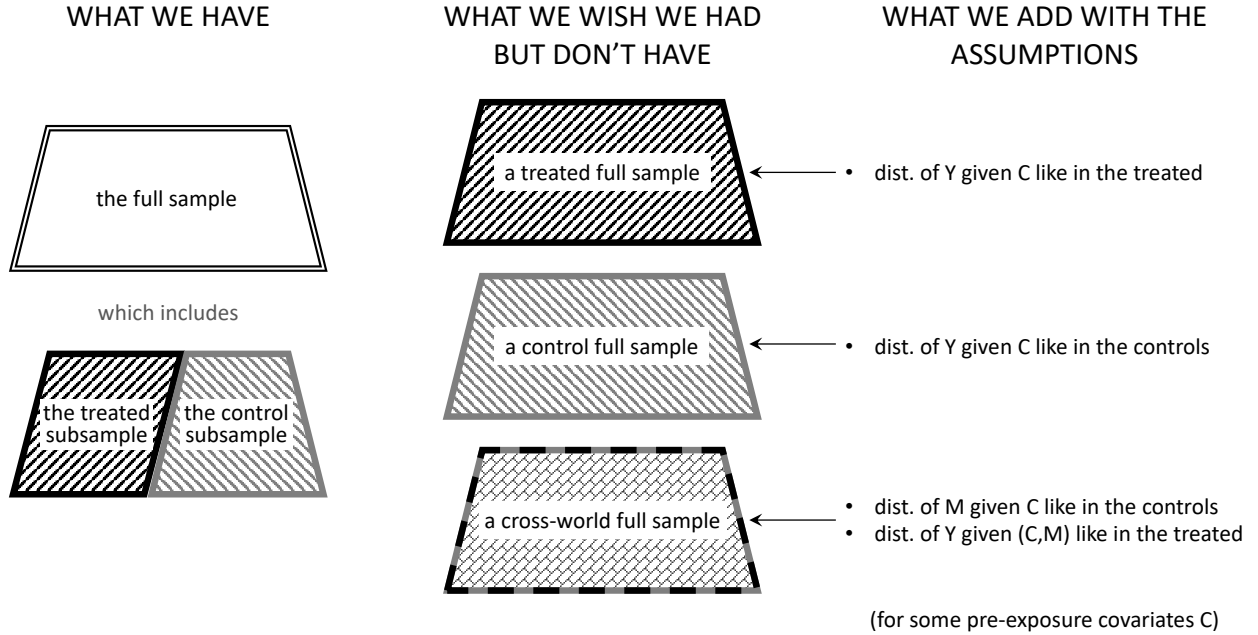 WHAT WE HAVE
WHAT WE WISH WE HAD
BUT DON’T HAVE
WHAT WE ADD WITH THE
ASSUMPTIONS
the full sample
which includes
the treated
subsample
the control
subsample
a treated full sample
a control full sample
a cross-world full sample
• dist. of Y given C like in the treated
• dist. of Y given C like in the controls
• dist. of M given C like in the controls
• dist. of Y given (C,M) like in the treated
(for some pre-exposure covariates C)